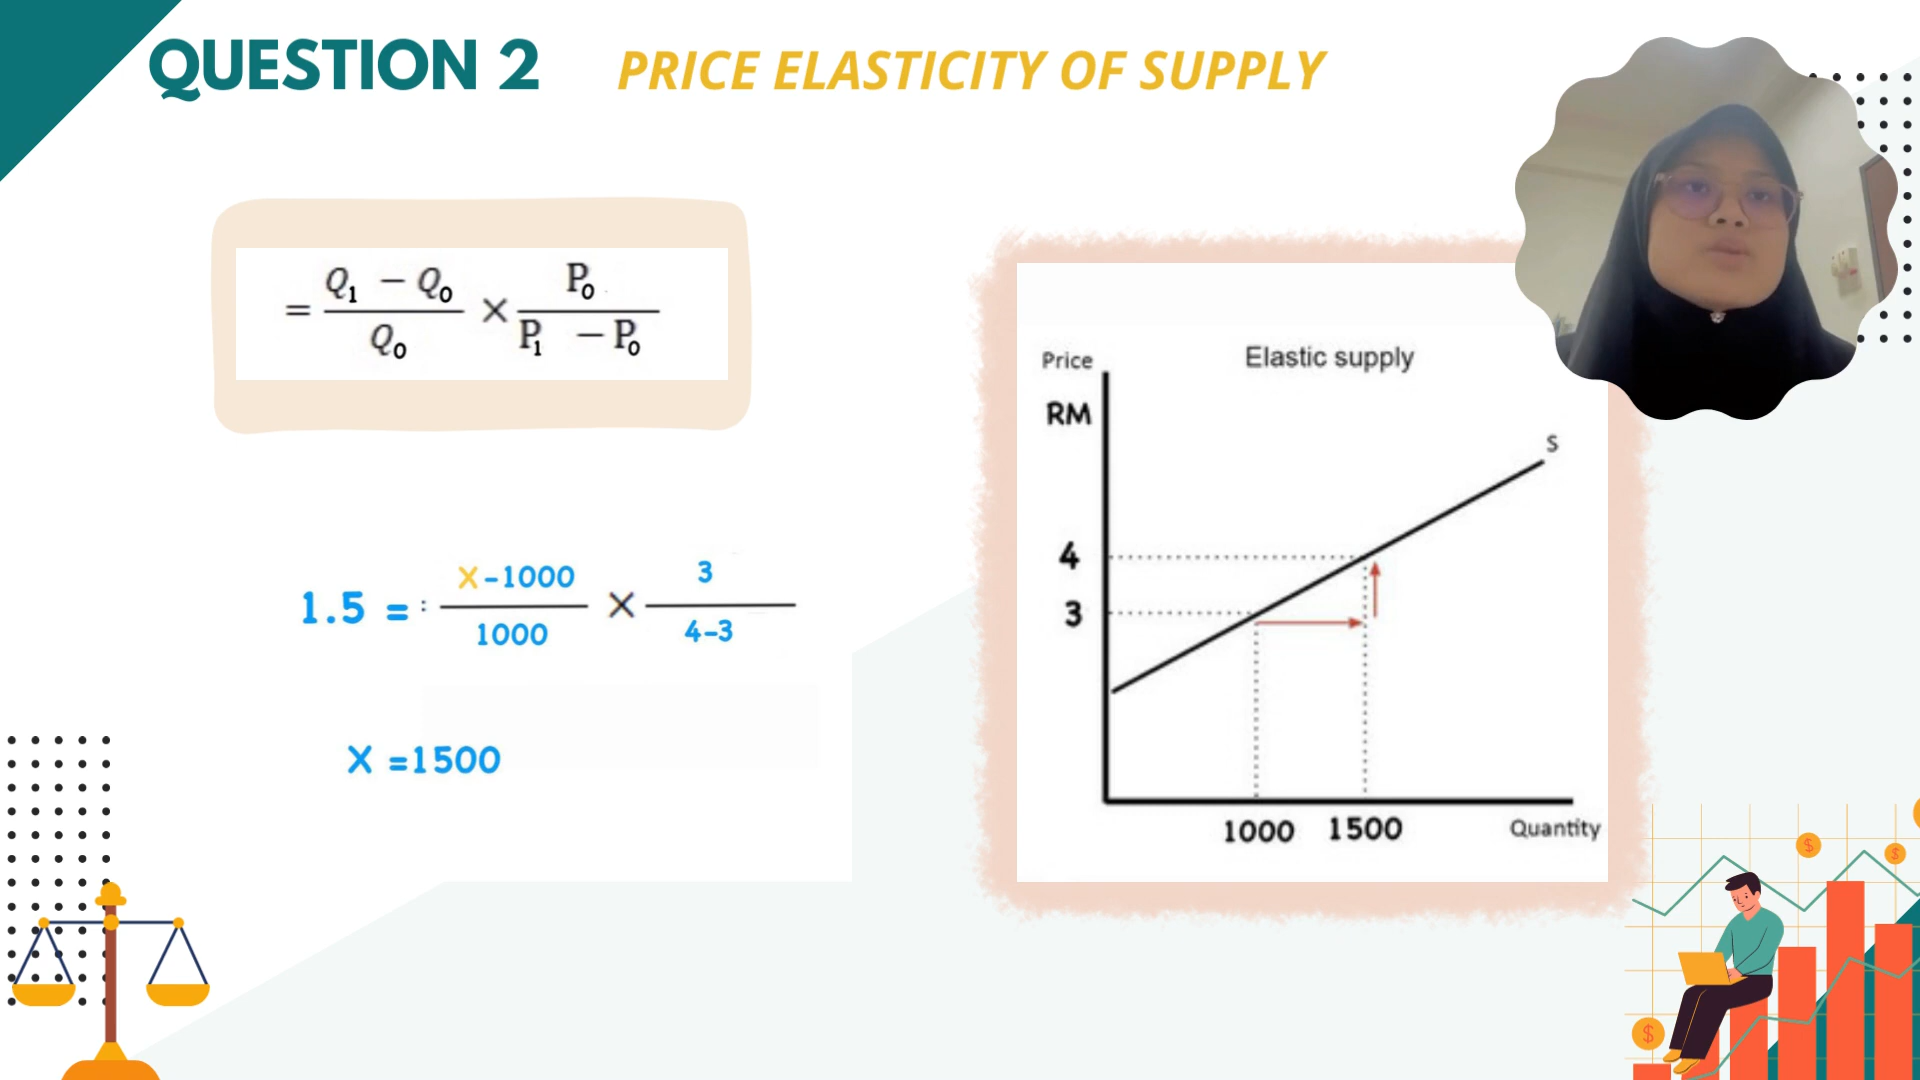 QUESTION 2 PRICE ELASTICITY OF SUPPLY
= Q₁ − Q₀ / Q₀ × P₀ / P₁ − P₀
1.5 = : X-1000 / 1000 × 3 / 4-3
X =1500
Elastic supply
Price
RM
S
4
3
1000 1500
Quantity
$ $
$